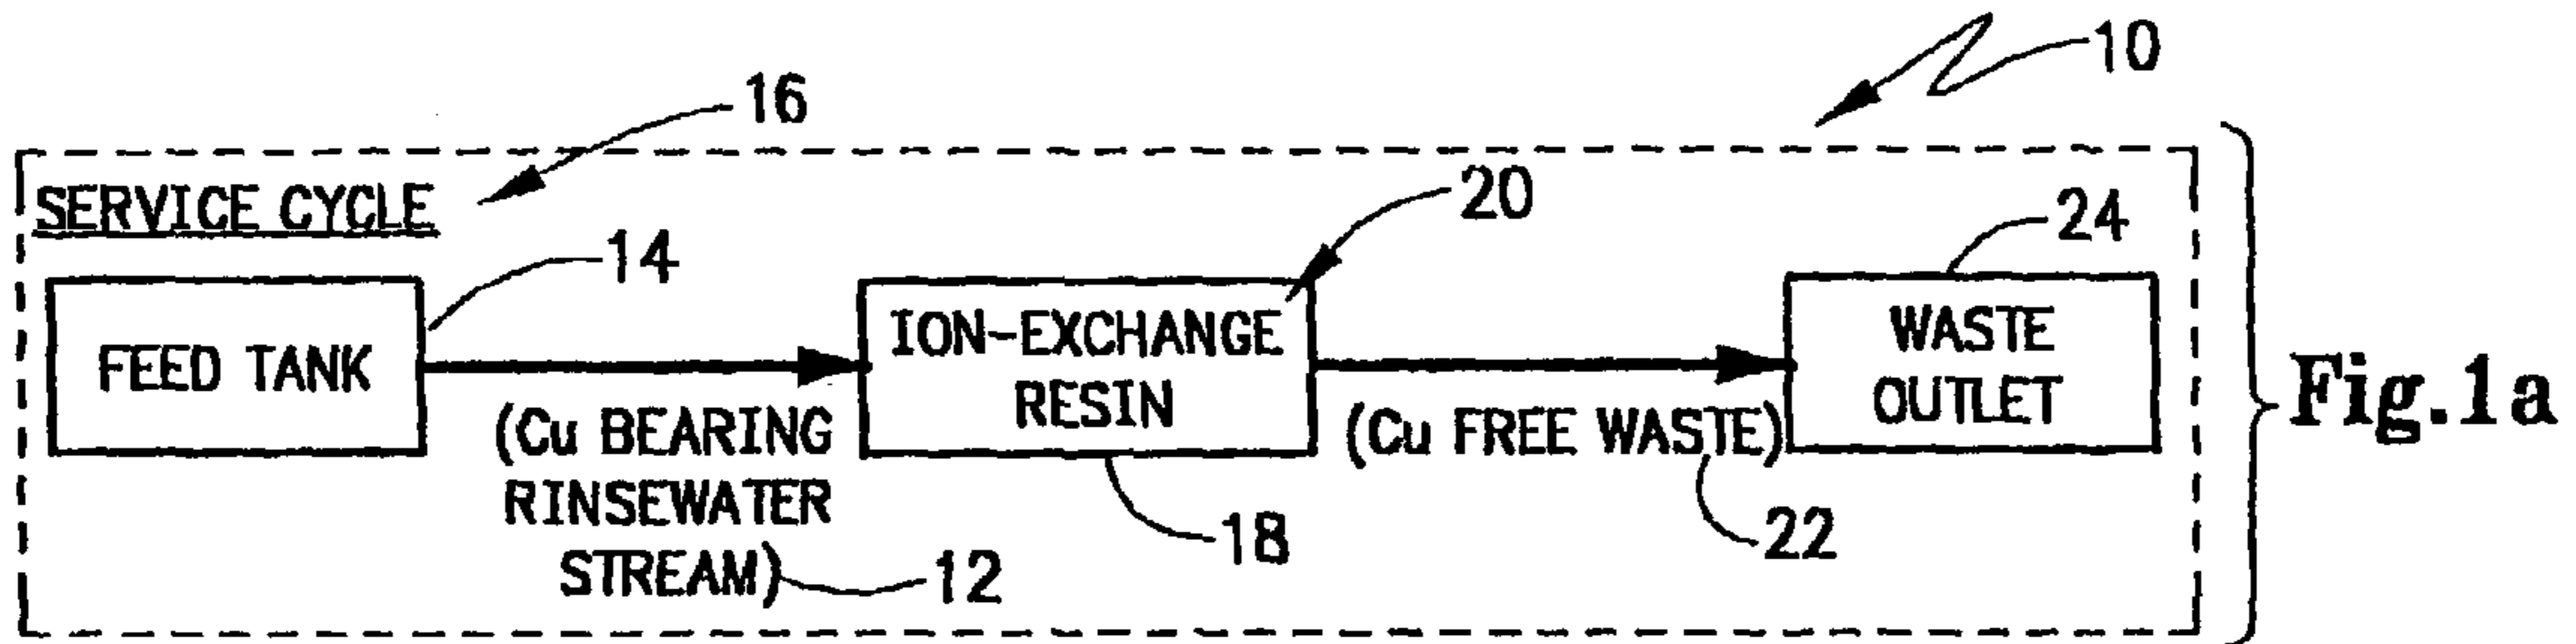 10
16
SERVICE CYCLE
20
24
14
FEED TANK
ION-EXCHANGE
RESIN
WASTE
OUTLET
(Cu BEARING
RINSEWATER
STREAM)
(Cu FREE WASTE)
12
18
22
Fig.1a